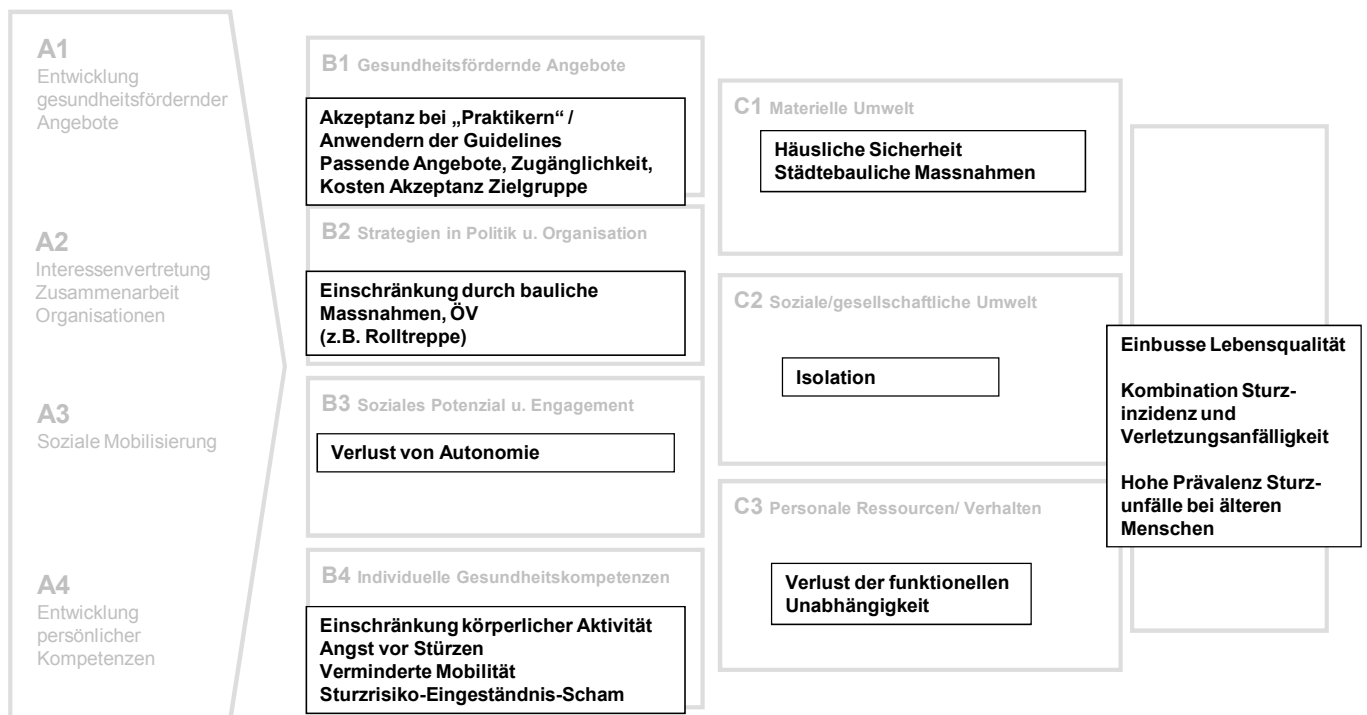 A1
Entwicklung
gesundheitsfördernder
Angebote
A2
Interessenvertretung
Zusammenarbeit
Organisationen
A3
Soziale Mobilisierung
A4
Entwicklung
persönlicher
Kompetenzen
B1 Gesundheitsfördernde Angebote
Akzeptanz bei „Praktikern“ /
Anwendern der Guidelines
Passende Angebote, Zugänglichkeit,
Kosten Akzeptanz Zielgruppe
B2 Strategien in Politik u. Organisation
Einschränkung durch bauliche
Massnahmen, ÖV
(z.B. Rolltreppe)
B3 Soziales Potenzial u. Engagement
Verlust von Autonomie
B4 Individuelle Gesundheitskompetenzen
Einschränkung körperlicher Aktivität
Angst vor Stürzen
Verminderte Mobilität
Sturzrisiko-Eingeständnis-Scham
C1 Materielle Umwelt
Häusliche Sicherheit
Städtebauliche Massnahmen
C2 Soziale/gesellschaftliche Umwelt
Isolation
C3 Personale Ressourcen/ Verhalten
Verlust der funktionellen
Unabhängigkeit
Einbusse Lebensqualität
Kombination Sturz-
inzidenz und
Verletzungsanfälligkeit
Hohe Prävalenz Sturz-
unfälle bei älteren
Menschen